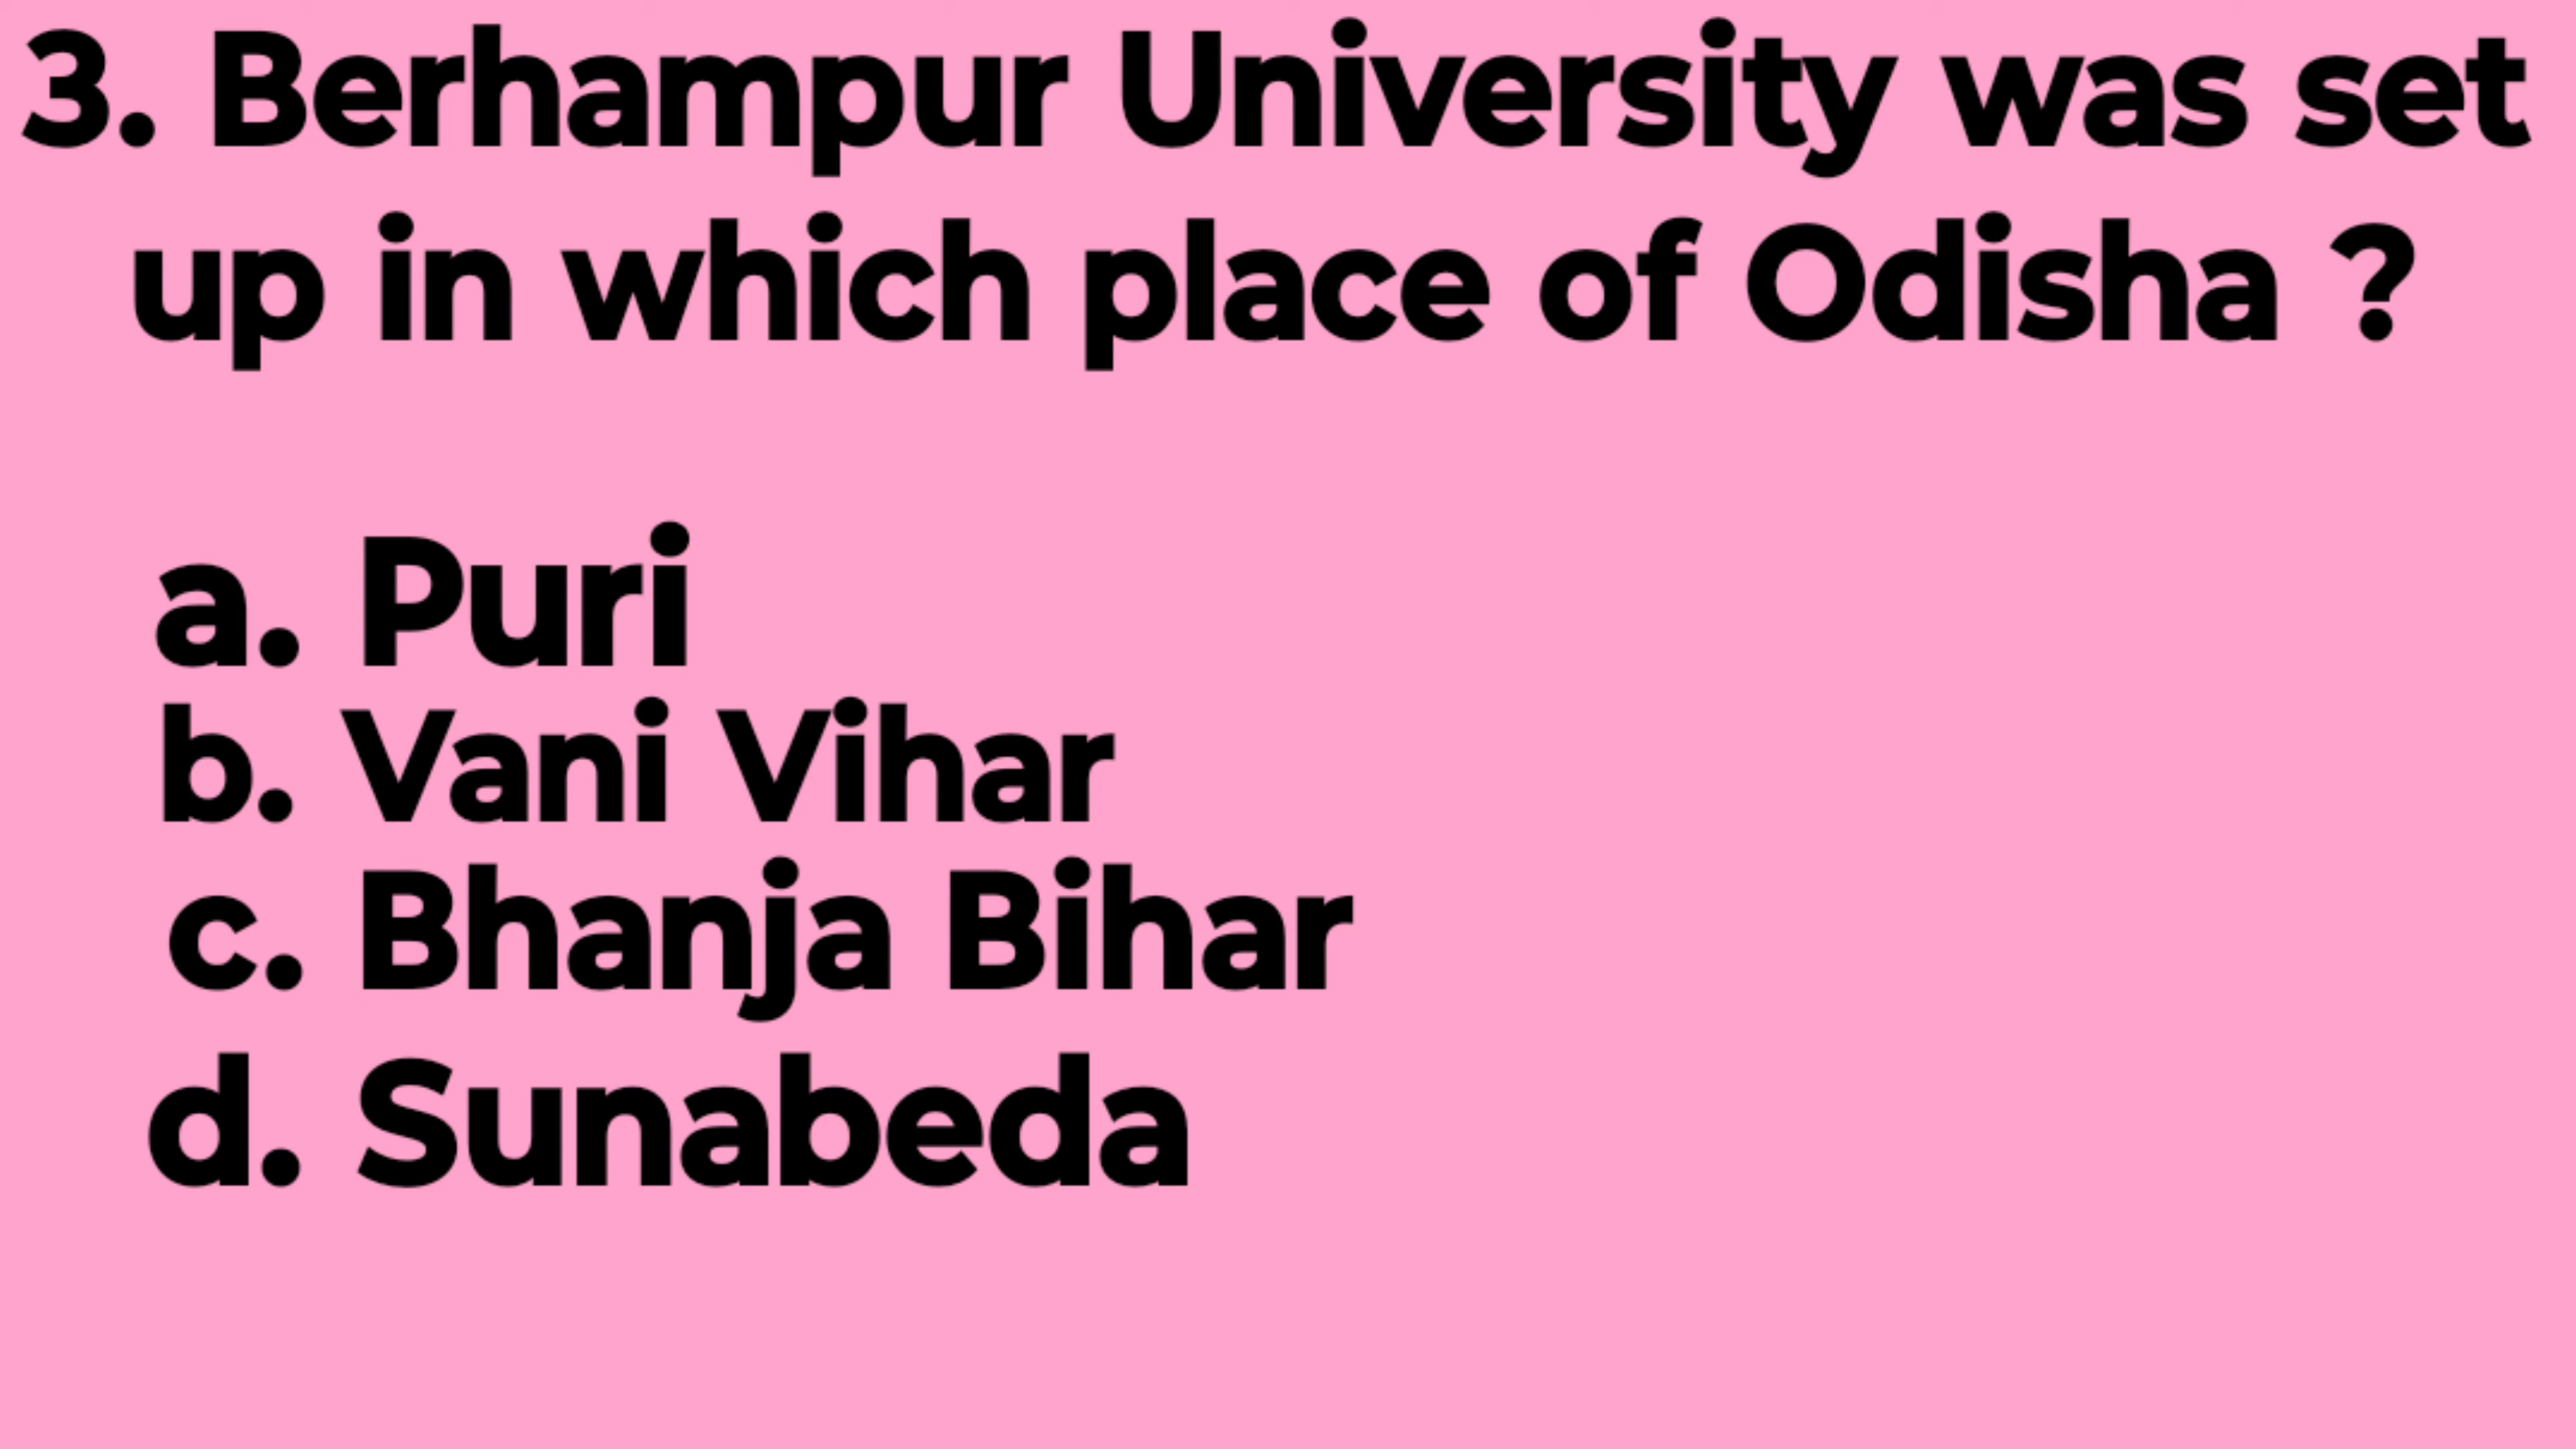 3. Berhampur University was set
up in which place of Odisha ?
a. Puri
b. Vani Vihar
c. Bhanja Bihar
d. Sunabeda